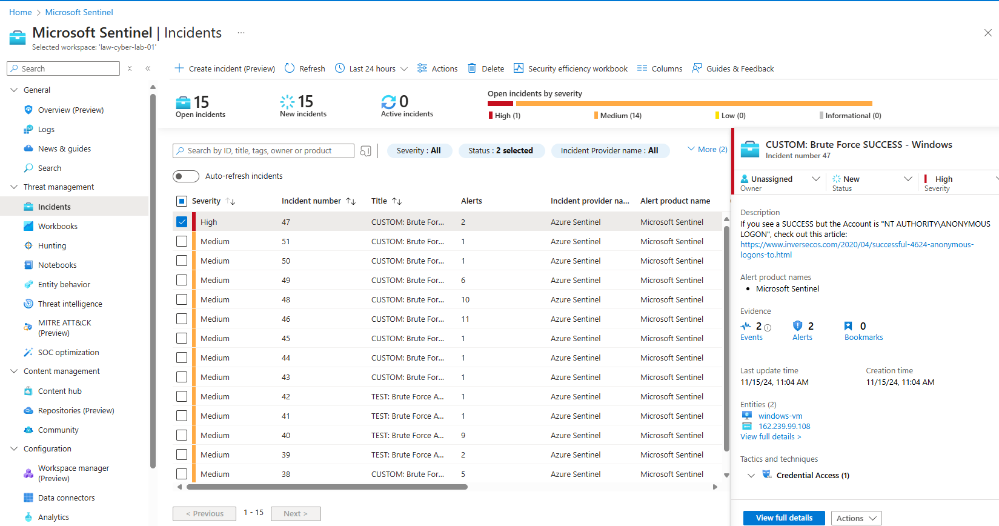 Home > Microsoft Sentinel
Microsoft Sentinel | Incidents ...
Selected workspace: 'law-cyber-lab-01'
Search
General
Overview (Preview)
Logs
News & guides
Search
Threat management
Incidents
Workbooks
Hunting
Notebooks
Entity behavior
Threat intelligence
MITRE ATT&CK
(Preview)
SOC optimization
Content management
Content hub
Repositories (Preview)
Community
Configuration
Workspace manager
(Preview)
Data connectors
Analytics
Create incident (Preview) Refresh Last 24 hours Actions Delete Security efficiency workbook Columns Guides & Feedback
15
Open incidents
15
New incidents
0
Active incidents
Open incidents by severity
High (1) Medium (14) Low (0) Informational (0)
Search by ID, title, tags, owner or product
Severity : All Status : 2 selected Incident Provider name : All More (2)
Auto-refresh incidents
Severity Incident number Title Alerts Incident provider na... Alert product name
High 47 CUSTOM: Brute For... 2 Azure Sentinel Microsoft Sentinel
Medium 51 CUSTOM: Brute For... 1 Azure Sentinel Microsoft Sentinel
Medium 50 CUSTOM: Brute For... 1 Azure Sentinel Microsoft Sentinel
Medium 49 CUSTOM: Brute For... 6 Azure Sentinel Microsoft Sentinel
Medium 48 CUSTOM: Brute For... 10 Azure Sentinel Microsoft Sentinel
Medium 46 CUSTOM: Brute For... 11 Azure Sentinel Microsoft Sentinel
Medium 45 CUSTOM: Brute For... 1 Azure Sentinel Microsoft Sentinel
Medium 44 CUSTOM: Brute For... 1 Azure Sentinel Microsoft Sentinel
Medium 43 CUSTOM: Brute For... 1 Azure Sentinel Microsoft Sentinel
Medium 42 TEST: Brute Force A... 1 Azure Sentinel Microsoft Sentinel
Medium 41 TEST: Brute Force A... 1 Azure Sentinel Microsoft Sentinel
Medium 40 TEST: Brute Force A... 9 Azure Sentinel Microsoft Sentinel
Medium 39 TEST: Brute Force A... 2 Azure Sentinel Microsoft Sentinel
Medium 38 CUSTOM: Brute For... 5 Azure Sentinel Microsoft Sentinel
< Previous 1 - 15 Next >
CUSTOM: Brute Force SUCCESS - Windows
Incident number 47
Unassigned New High
Owner Status Severity
Description
If you see a SUCCESS but the Account is "NT AUTHORITY\ANONYMOUS
LOGON", check out this article:
https://www.inversecos.com/2020/04/successful-4624-anonymous-
logons-to.html
Alert product names
• Microsoft Sentinel
Evidence
2 2 0
Events Alerts Bookmarks
Last update time Creation time
11/15/24, 11:04 AM 11/15/24, 11:04 AM
Entities (2)
windows-vm
162.239.99.108
View full details >
Tactics and techniques
Credential Access (1)
View full details Actions